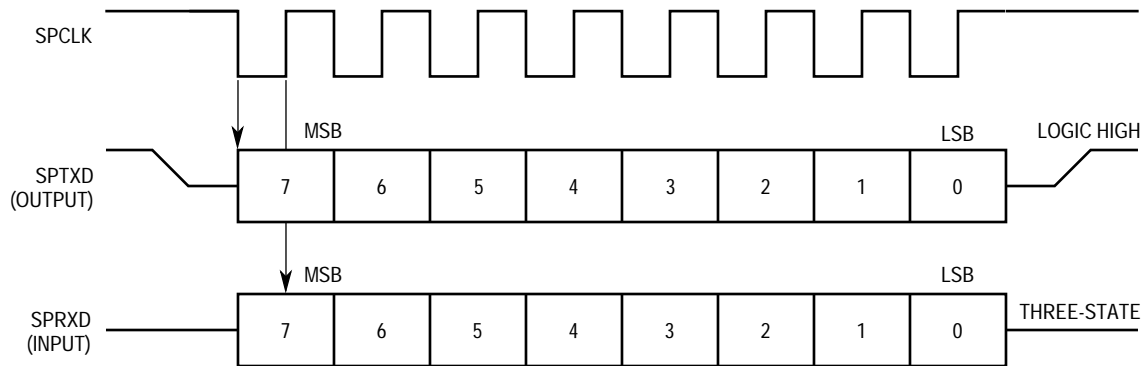 SPCLK
MSB
LSB
LOGIC HIGH
SPTXD
(OUTPUT)
7 6 5 4 3 2 1 0
MSB
LSB
SPRXD
(INPUT)
7 6 5 4 3 2 1 0
THREE-STATE